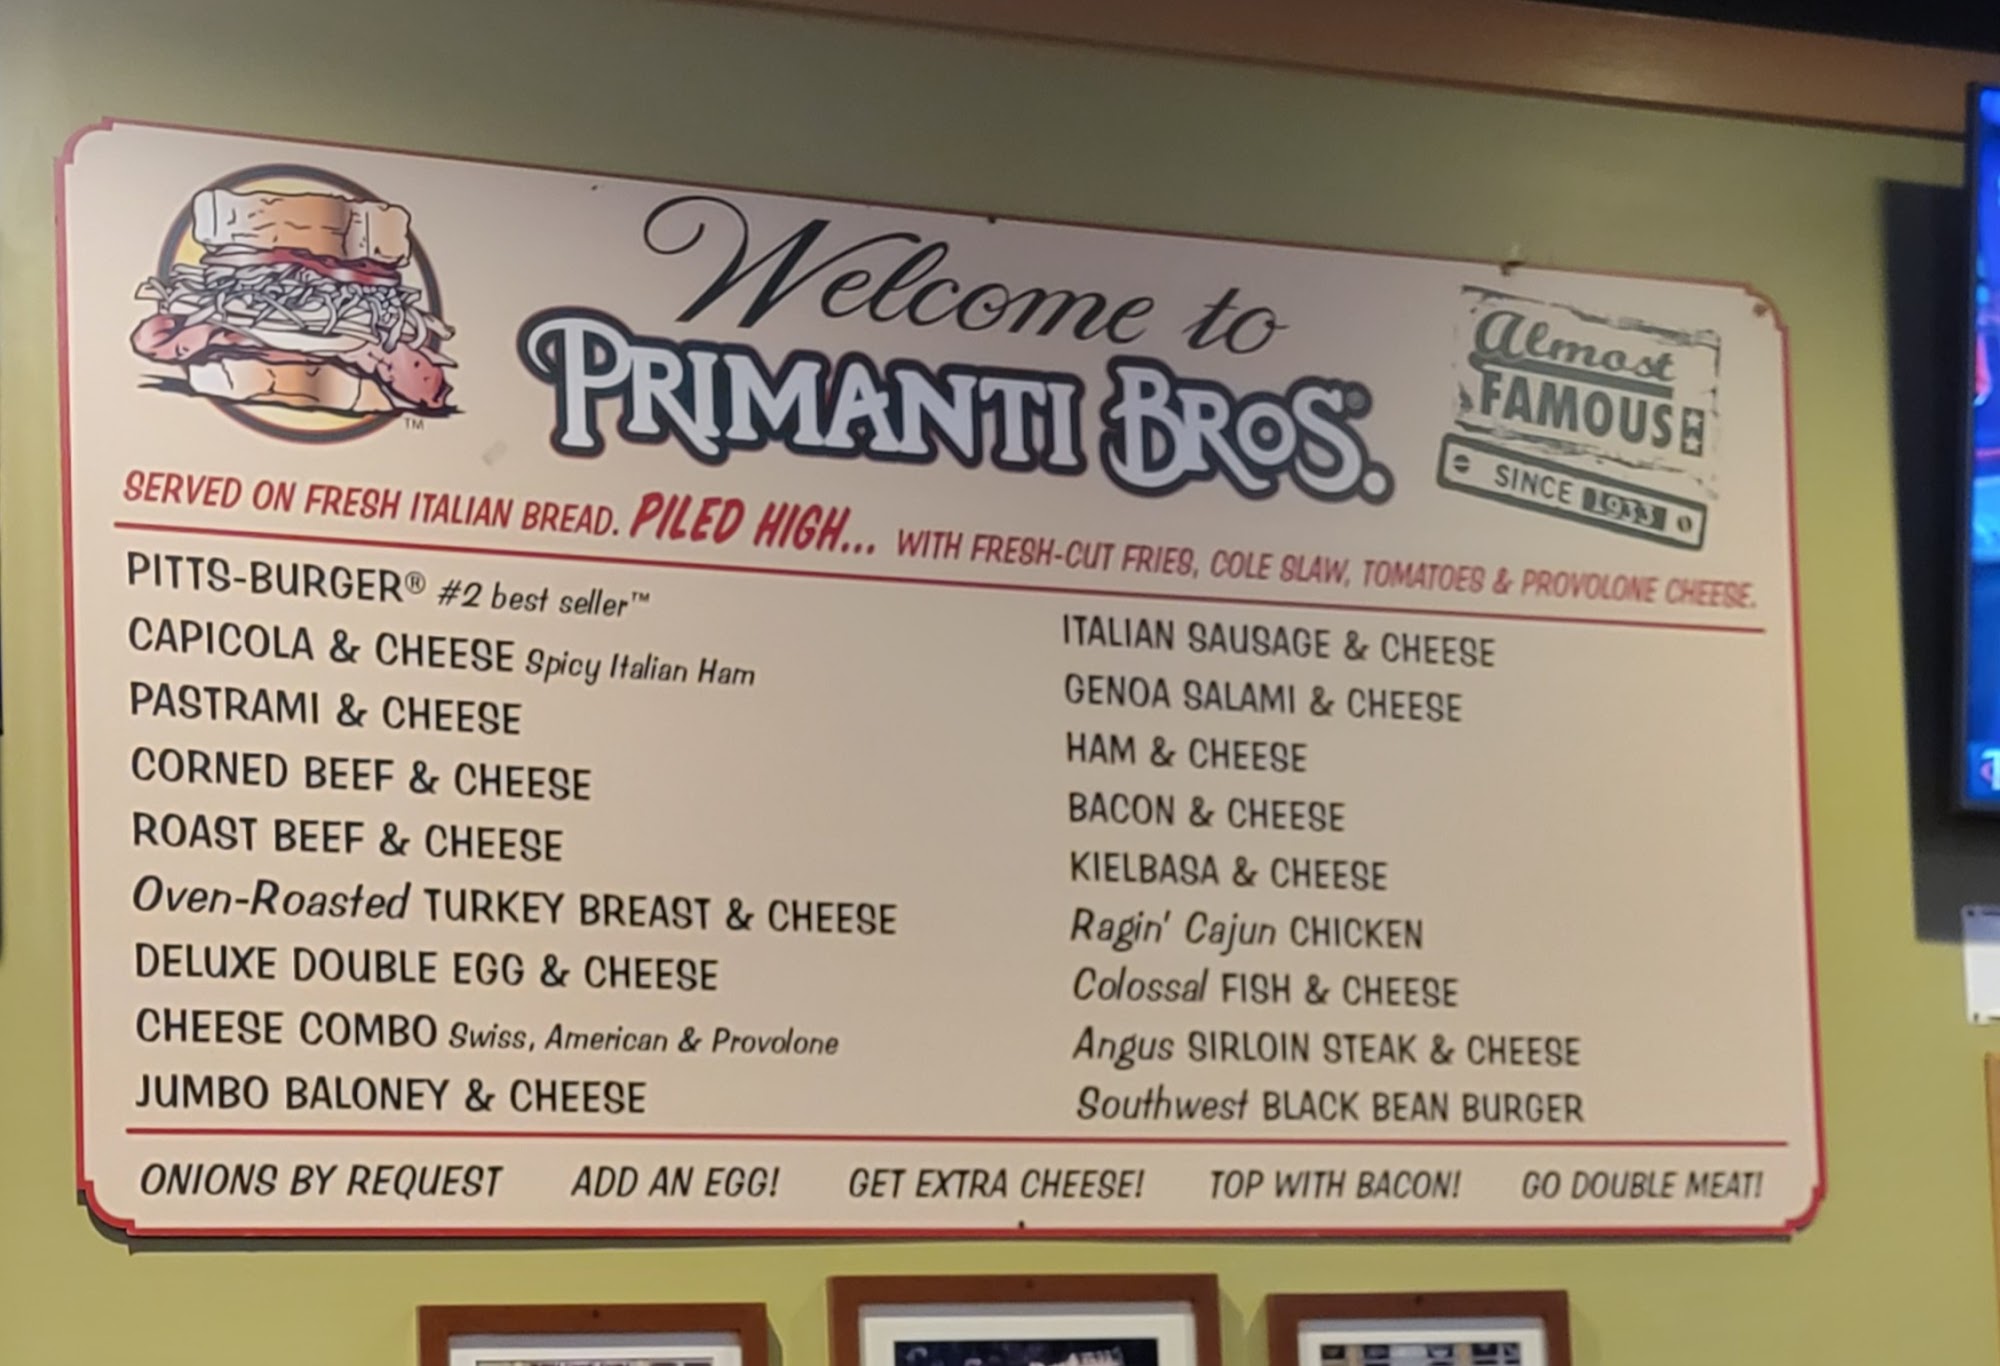 Welcome to
PRIMANTI BROS.®
Almost
FAMOUS
SINCE 1933
TM
SERVED ON FRESH ITALIAN BREAD. PILED HIGH... WITH FRESH-CUT FRIES, COLE SLAW, TOMATOES & PROVOLONE CHEESE.
PITTS-BURGER® #2 best seller™
CAPICOLA & CHEESE Spicy Italian Ham
PASTRAMI & CHEESE
CORNED BEEF & CHEESE
ROAST BEEF & CHEESE
Oven-Roasted TURKEY BREAST & CHEESE
DELUXE DOUBLE EGG & CHEESE
CHEESE COMBO Swiss, American & Provolone
JUMBO BALONEY & CHEESE
ITALIAN SAUSAGE & CHEESE
GENOA SALAMI & CHEESE
HAM & CHEESE
BACON & CHEESE
KIELBASA & CHEESE
Ragin' Cajun CHICKEN
Colossal FISH & CHEESE
Angus SIRLOIN STEAK & CHEESE
Southwest BLACK BEAN BURGER
ONIONS BY REQUEST ADD AN EGG! GET EXTRA CHEESE! TOP WITH BACON! GO DOUBLE MEAT!